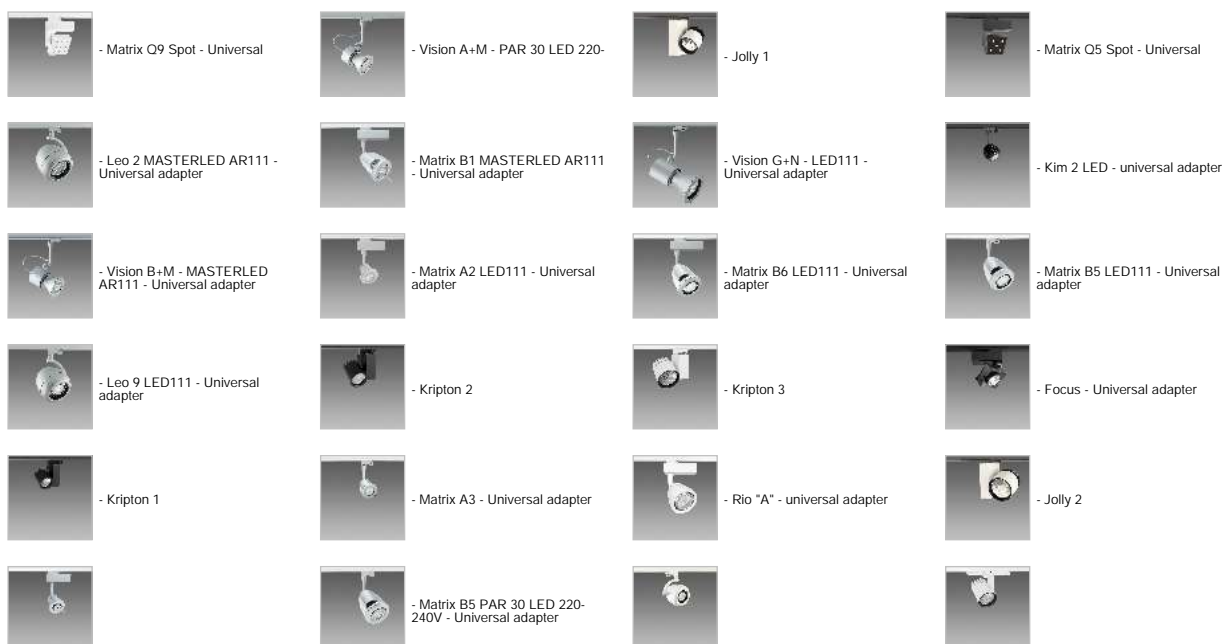 - Matrix Q9 Spot - Universal
- Vision A+M - PAR 30 LED 220-
- Jolly 1
- Matrix Q5 Spot - Universal
- Leo 2 MASTERLED AR111 -
Universal adapter
- Matrix B1 MASTERLED AR111
- Universal adapter
- Vision G+N - LED111 -
Universal adapter
- Kim 2 LED - universal adapter
- Vision B+M - MASTERLED
AR111 - Universal adapter
- Matrix A2 LED111 - Universal
adapter
- Matrix B6 LED111 - Universal
adapter
- Matrix B5 LED111 - Universal
adapter
- Leo 9 LED111 - Universal
adapter
- Kripton 2
- Kripton 3
- Focus - Universal adapter
- Kripton 1
- Matrix A3 - Universal adapter
- Rio "A" - universal adapter
- Jolly 2
- Matrix B5 PAR 30 LED 220-
240V - Universal adapter